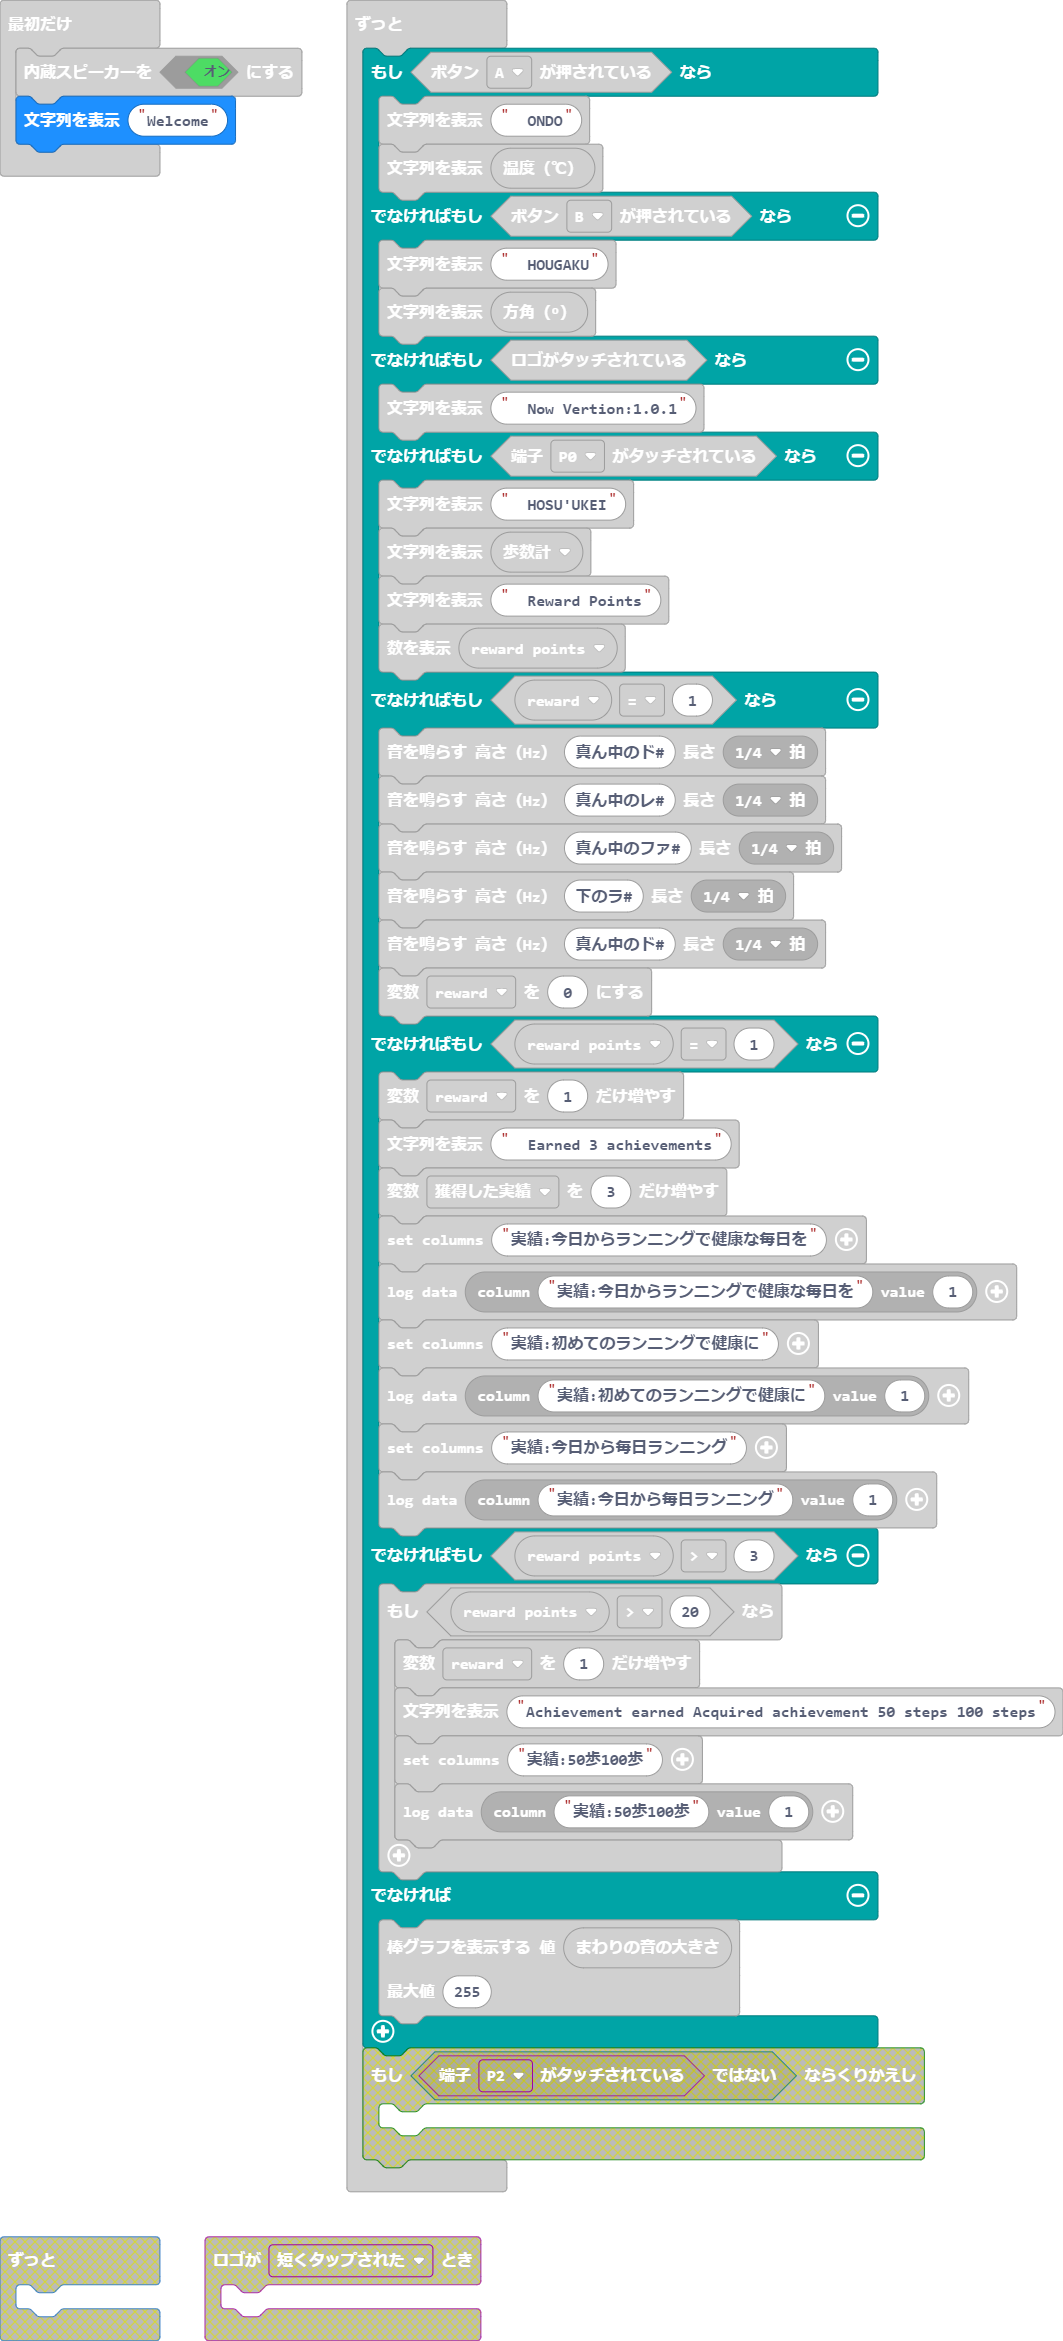 最初だけ
内蔵スピーカーを オン にする
文字列を表示 "Welcome"
ずっと
もし ボタン A が押されている なら
文字列を表示 " ONDO"
文字列を表示 温度（℃）
でなければもし ボタン B が押されている なら
文字列を表示 " HOUGAKU"
文字列を表示 方角（º）
でなければもし ロゴがタッチされている なら
文字列を表示 " Now Vertion:1.0.1"
でなければもし 端子 P0 がタッチされている なら
文字列を表示 " HOSU'UKEI"
文字列を表示 歩数計
文字列を表示 " Reward Points"
数を表示 reward points
でなければもし reward = 1 なら
音を鳴らす 高さ（Hz） 真ん中のド# 長さ 1/4 拍
音を鳴らす 高さ（Hz） 真ん中のレ# 長さ 1/4 拍
音を鳴らす 高さ（Hz） 真ん中のファ# 長さ 1/4 拍
音を鳴らす 高さ（Hz） 下のラ# 長さ 1/4 拍
音を鳴らす 高さ（Hz） 真ん中のド# 長さ 1/4 拍
変数 reward を 0 にする
でなければもし reward points = 1 なら
変数 reward を 1 だけ増やす
文字列を表示 " Earned 3 achievements"
変数 獲得した実績 を 3 だけ増やす
set columns "実績:今日からランニングで健康な毎日を"
log data column "実績:今日からランニングで健康な毎日を" value 1
set columns "実績:初めてのランニングで健康に"
log data column "実績:初めてのランニングで健康に" value 1
set columns "実績:今日から毎日ランニング"
log data column "実績:今日から毎日ランニング" value 1
でなければもし reward points > 3 なら
もし reward points > 20 なら
変数 reward を 1 だけ増やす
文字列を表示 "Achievement earned Acquired achievement 50 steps 100 steps"
set columns "実績:50歩100歩"
log data column "実績:50歩100歩" value 1
でなければ
棒グラフを表示する 値 まわりの音の大きさ
最大値 255
もし 端子 P2 がタッチされている ではない ならくりかえし
ずっと
ロゴが 短くタップされた とき